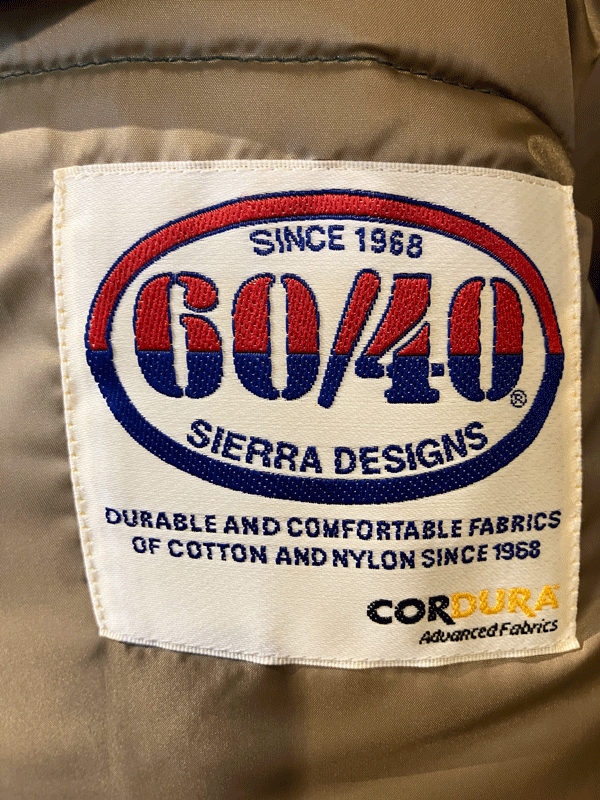 SINCE 1968
60/40®
SIERRA DESIGNS
DURABLE AND COMFORTABLE FABRICS
OF COTTON AND NYLON SINCE 1968
CORDURA
Advanced Fabrics